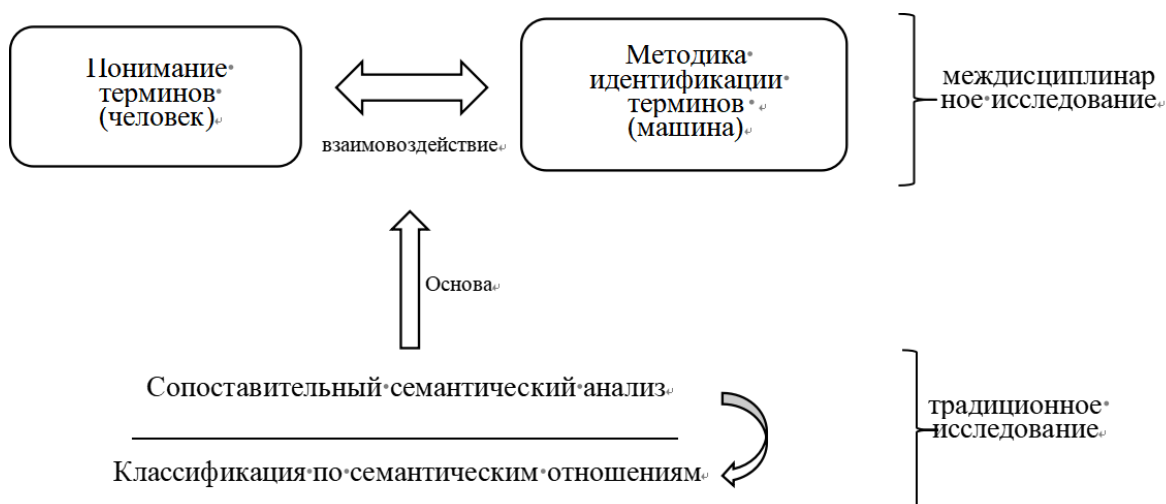 Понимание
терминов
(человек)
взаимовоздействие
Методика
идентификации
терминов
(машина)
междисциплинар
ное исследование
Основа
Сопоставительный семантический анализ
Классификация по семантическим отношениям
традиционное
исследование